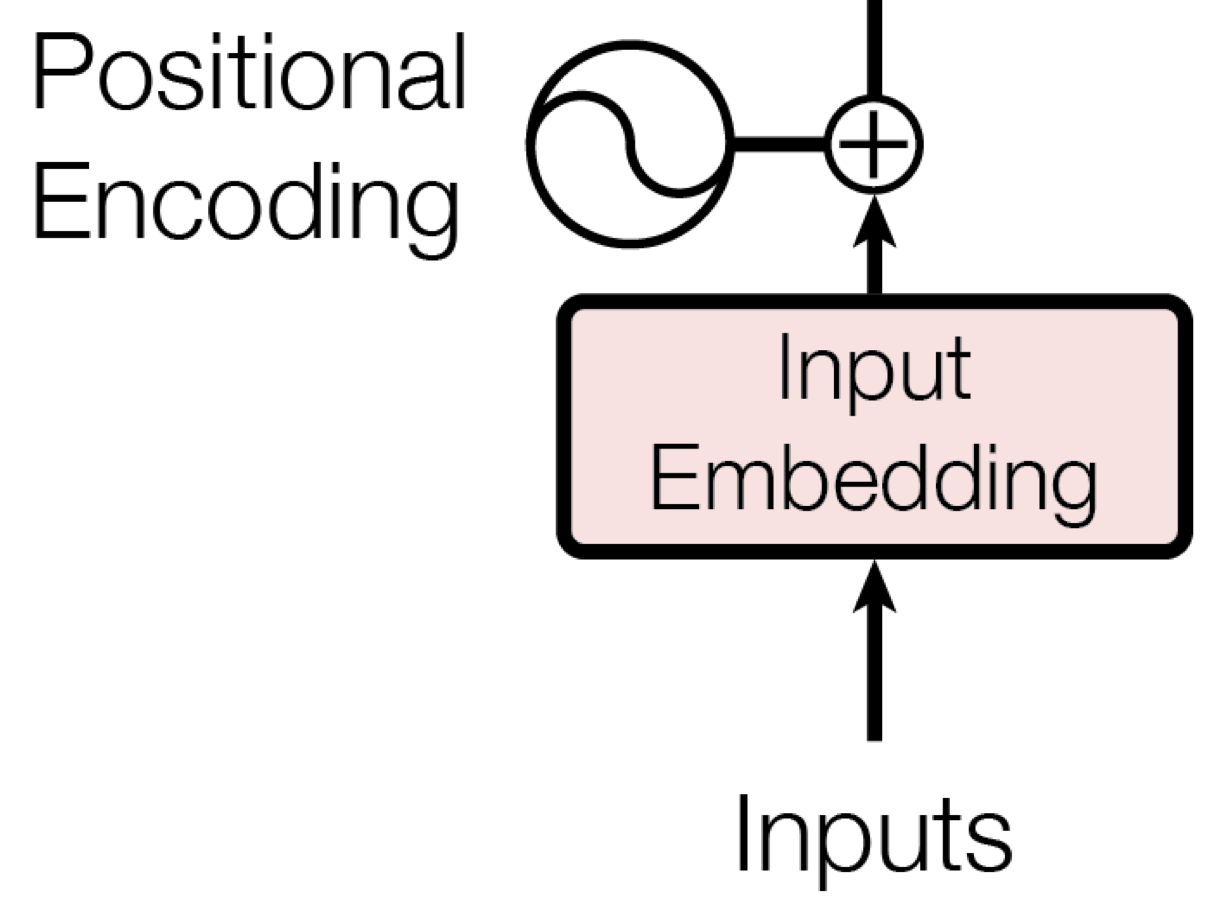 Positional
Encoding
Input
Embedding
Inputs